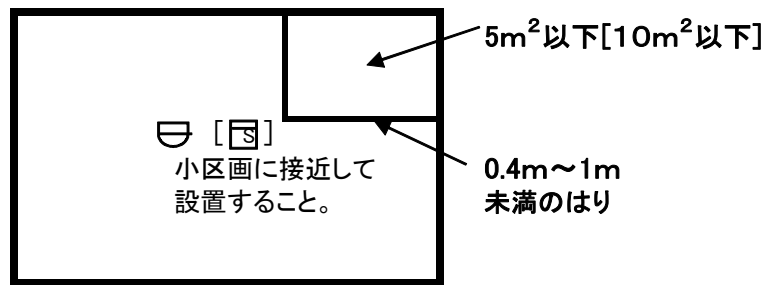 5m²以下[10m²以下]
[S]
小区画に接近して
設置すること。
0.4m～1m
未満のはり